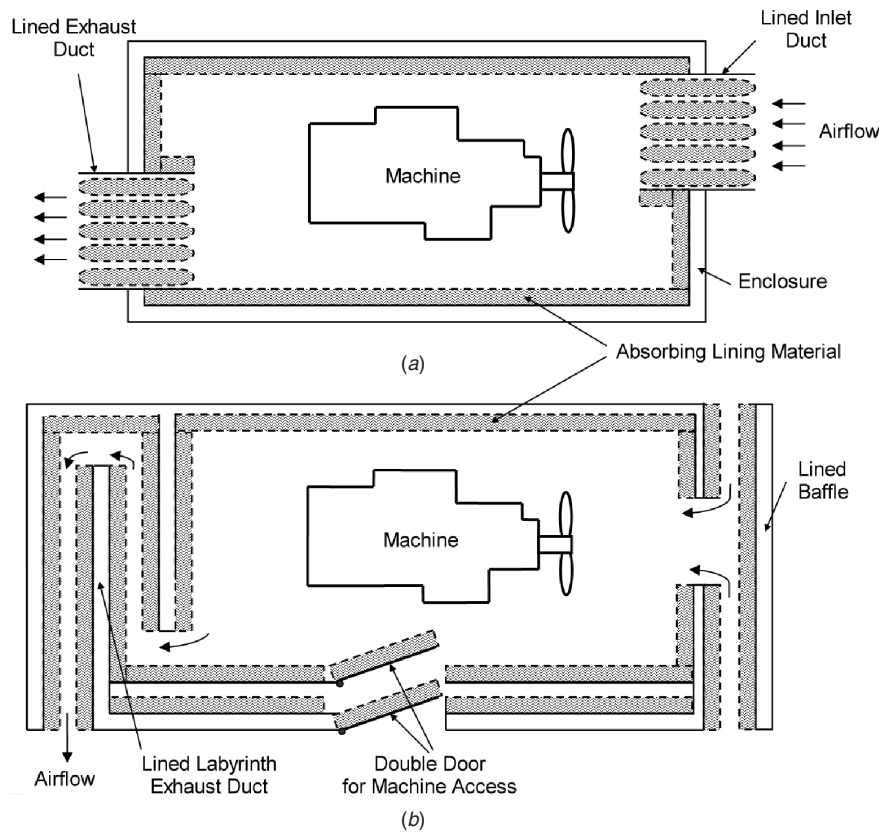 Lined Exhaust
Duct
Lined Inlet
Duct
Airflow
Machine
Enclosure
Absorbing Lining Material
(a)
Lined
Baffle
Machine
Airflow
Lined Labyrinth
Exhaust Duct
Double Door
for Machine Access
(b)